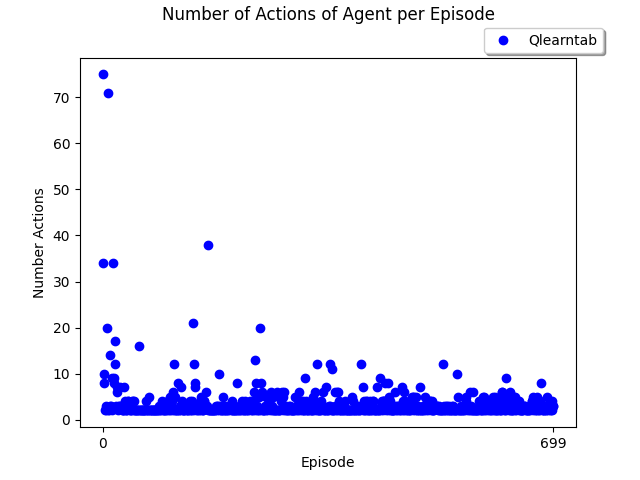 Number of Actions of Agent per Episode
Qlearntab
70
60
50
40
30
20
10
0
Number Actions
0 699
Episode